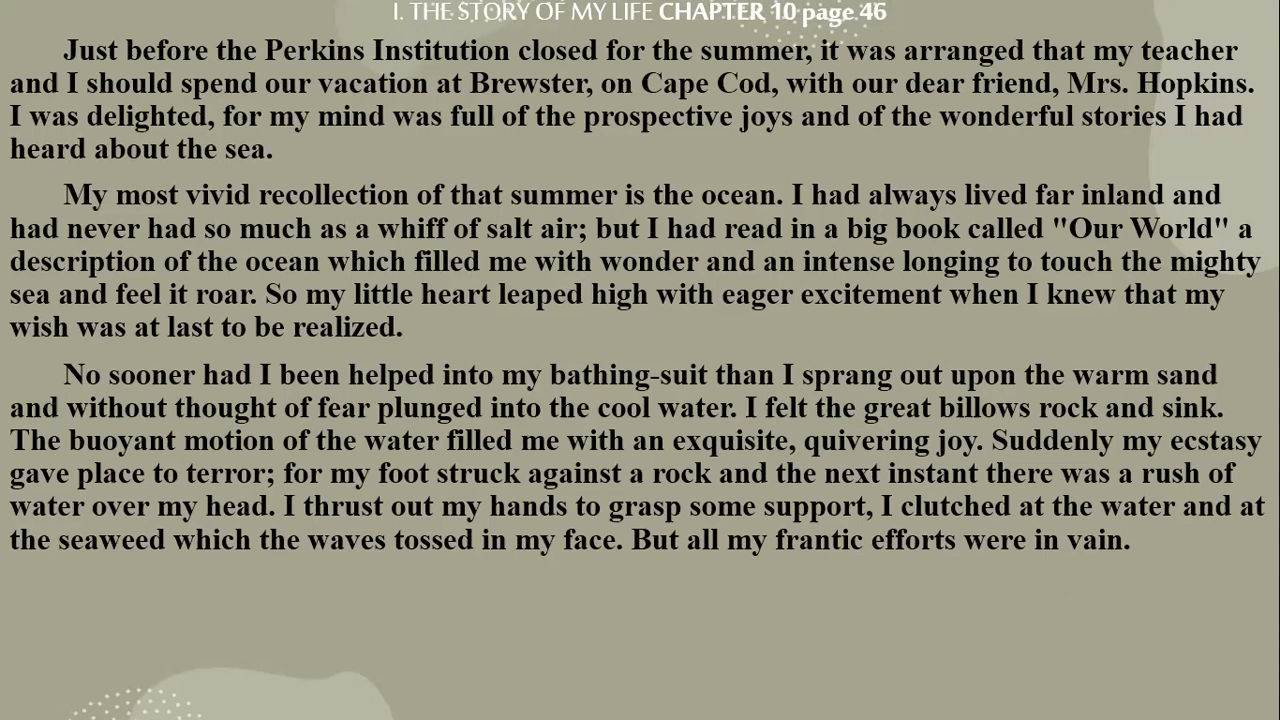 I. THE STORY OF MY LIFE CHAPTER 10 page 46
Just before the Perkins Institution closed for the summer, it was arranged that my teacher
and I should spend our vacation at Brewster, on Cape Cod, with our dear friend, Mrs. Hopkins.
I was delighted, for my mind was full of the prospective joys and of the wonderful stories I had
heard about the sea.
My most vivid recollection of that summer is the ocean. I had always lived far inland and
had never had so much as a whiff of salt air; but I had read in a big book called "Our World" a
description of the ocean which filled me with wonder and an intense longing to touch the mighty
sea and feel it roar. So my little heart leaped high with eager excitement when I knew that my
wish was at last to be realized.
No sooner had I been helped into my bathing-suit than I sprang out upon the warm sand
and without thought of fear plunged into the cool water. I felt the great billows rock and sink.
The buoyant motion of the water filled me with an exquisite, quivering joy. Suddenly my ecstasy
gave place to terror; for my foot struck against a rock and the next instant there was a rush of
water over my head. I thrust out my hands to grasp some support, I clutched at the water and at
the seaweed which the waves tossed in my face. But all my frantic efforts were in vain.